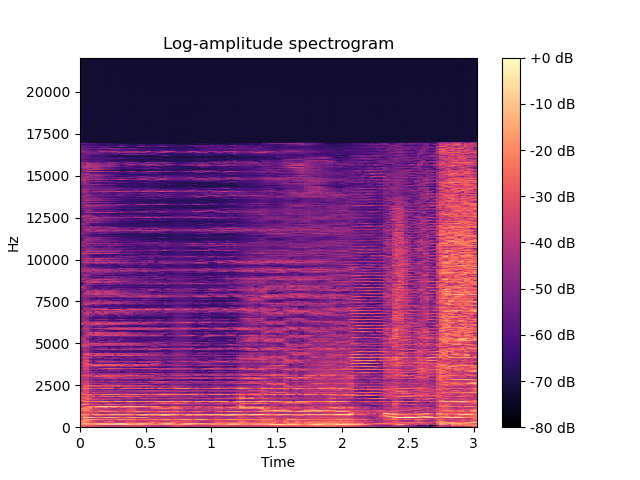 Log-amplitude spectrogram
20000
17500
15000
12500
10000
7500
5000
2500
0
Hz
0 0.5 1 1.5 2 2.5 3
Time
+0 dB
-10 dB
-20 dB
-30 dB
-40 dB
-50 dB
-60 dB
-70 dB
-80 dB